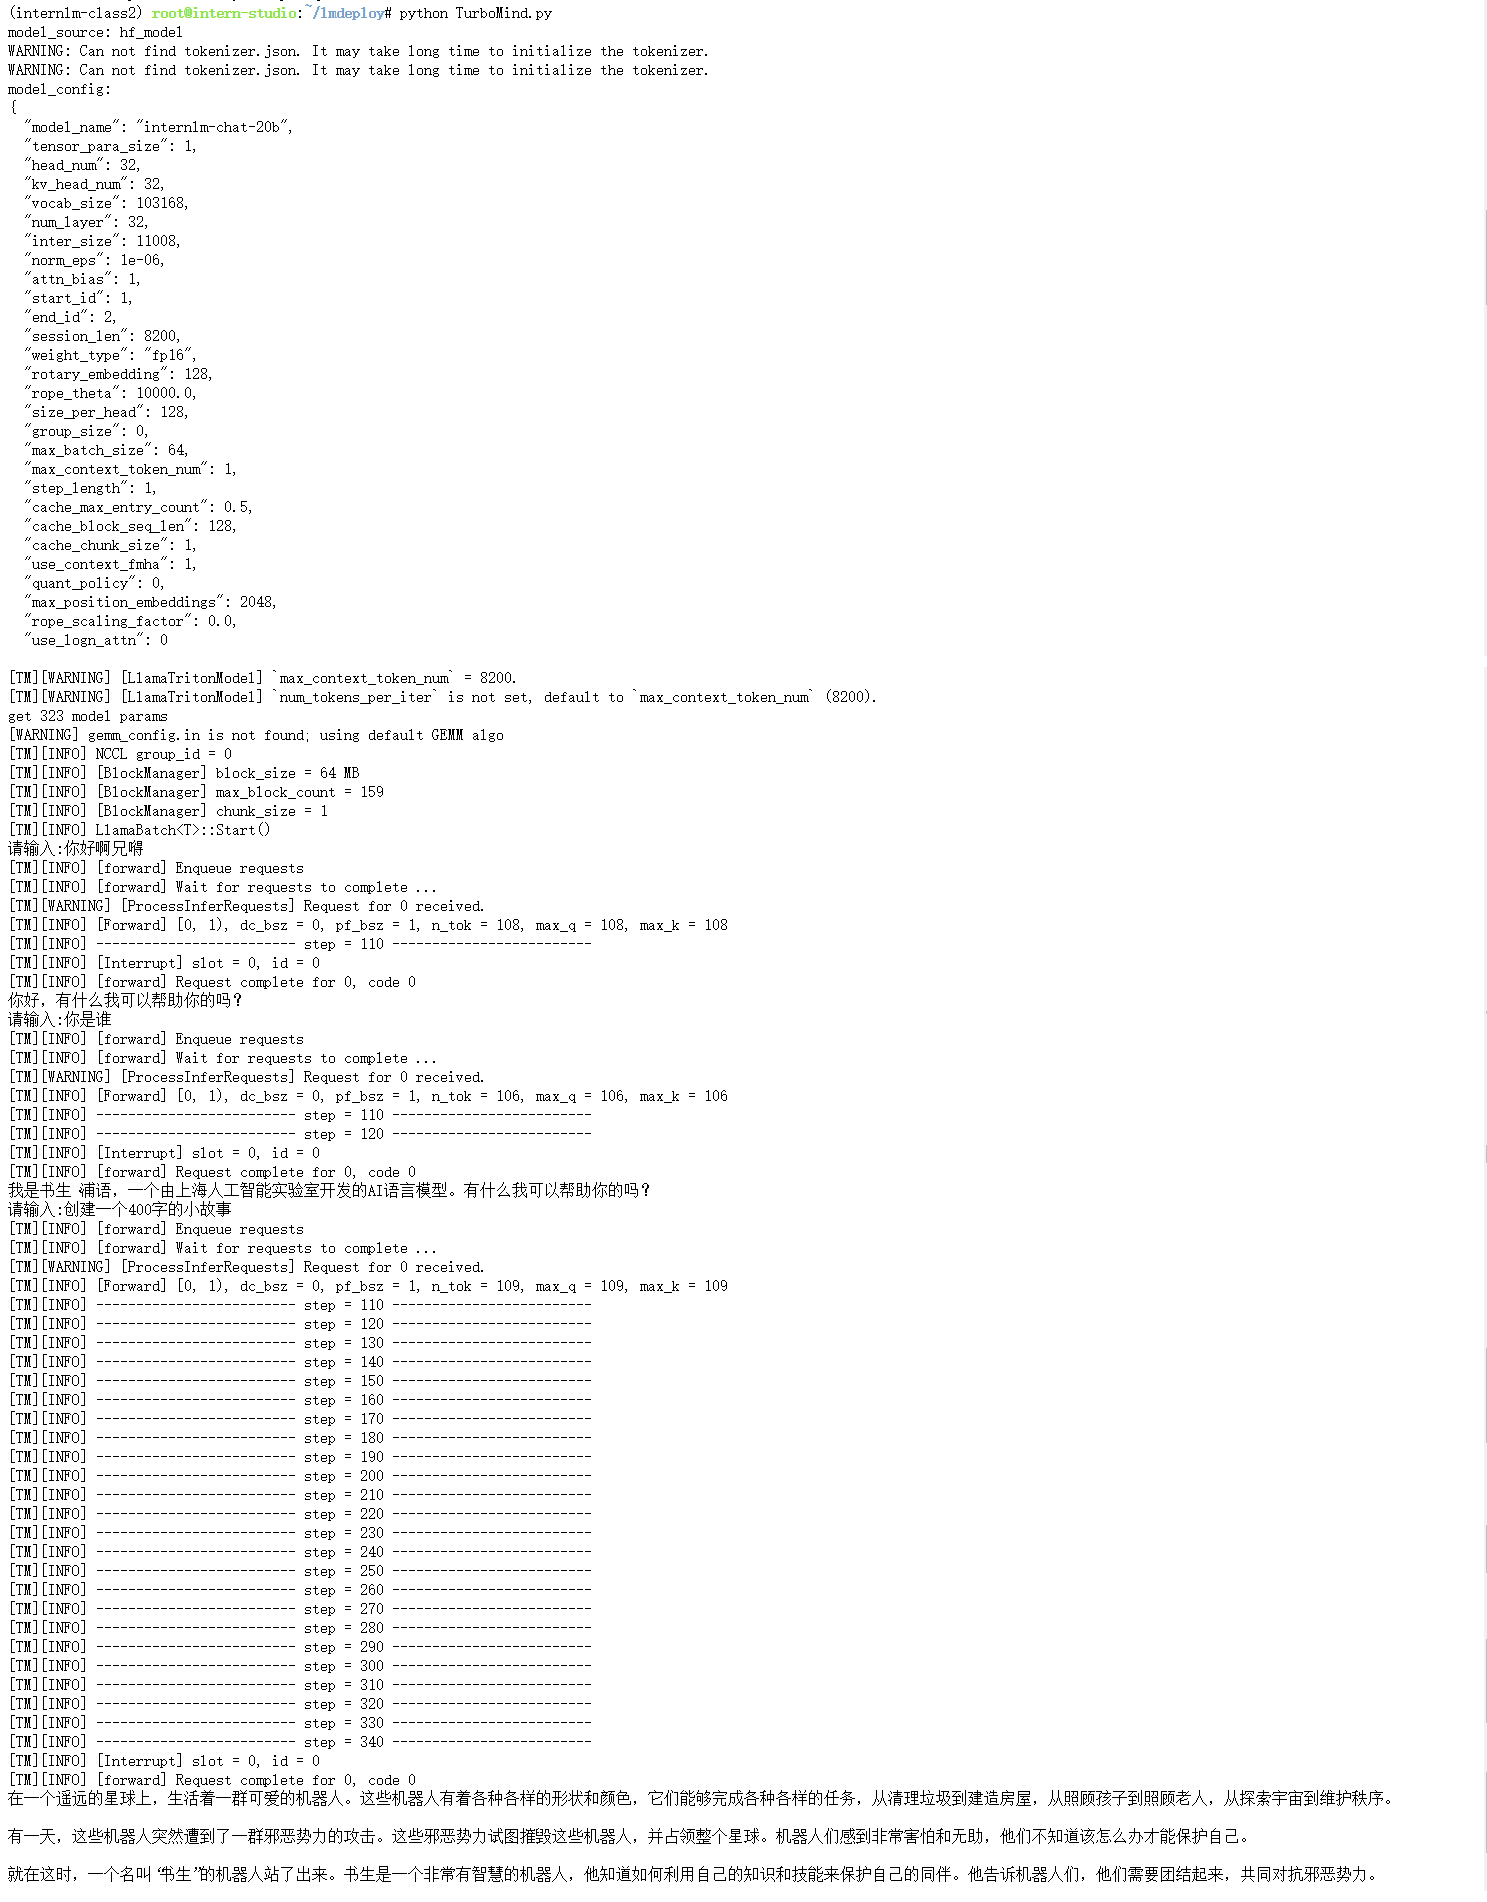 (internlm-class2) root@intern-studio:~/lmdeploy# python TurboMind.py
model_source: hf_model
WARNING: Can not find tokenizer.json. It may take long time to initialize the tokenizer.
WARNING: Can not find tokenizer.json. It may take long time to initialize the tokenizer.
model_config:
{
  "model_name": "internlm-chat-20b",
  "tensor_para_size": 1,
  "head_num": 32,
  "kv_head_num": 32,
  "vocab_size": 103168,
  "num_layer": 32,
  "inter_size": 11008,
  "norm_eps": 1e-06,
  "attn_bias": 1,
  "start_id": 1,
  "end_id": 2,
  "session_len": 8200,
  "weight_type": "fp16",
  "rotary_embedding": 128,
  "rope_theta": 10000.0,
  "size_per_head": 128,
  "group_size": 0,
  "max_batch_size": 64,
  "max_context_token_num": 1,
  "step_length": 1,
  "cache_max_entry_count": 0.5,
  "cache_block_seq_len": 128,
  "cache_chunk_size": 1,
  "use_context_fmha": 1,
  "quant_policy": 0,
  "max_position_embeddings": 2048,
  "rope_scaling_factor": 0.0,
  "use_logn_attn": 0
[TM][WARNING] [LlamaTritonModel] `max_context_token_num` = 8200.
[TM][WARNING] [LlamaTritonModel] `num_tokens_per_iter` is not set, default to `max_context_token_num` (8200).
get 323 model params
[WARNING] gemm_config.in is not found; using default GEMM algo
[TM][INFO] NCCL group_id = 0
[TM][INFO] [BlockManager] block_size = 64 MB
[TM][INFO] [BlockManager] max_block_count = 159
[TM][INFO] [BlockManager] chunk_size = 1
[TM][INFO] LlamaBatch<T>::Start()
请输入:你好啊兄嘚
[TM][INFO] [forward] Enqueue requests
[TM][INFO] [forward] Wait for requests to complete ...
[TM][WARNING] [ProcessInferRequests] Request for 0 received.
[TM][INFO] [Forward] [0, 1), dc_bsz = 0, pf_bsz = 1, n_tok = 108, max_q = 108, max_k = 108
[TM][INFO] ------------------------- step = 110 -------------------------
[TM][INFO] [Interrupt] slot = 0, id = 0
[TM][INFO] [forward] Request complete for 0, code 0
你好，有什么我可以帮助你的吗？
请输入:你是谁
[TM][INFO] [forward] Enqueue requests
[TM][INFO] [forward] Wait for requests to complete ...
[TM][WARNING] [ProcessInferRequests] Request for 0 received.
[TM][INFO] [Forward] [0, 1), dc_bsz = 0, pf_bsz = 1, n_tok = 106, max_q = 106, max_k = 106
[TM][INFO] ------------------------- step = 110 -------------------------
[TM][INFO] ------------------------- step = 120 -------------------------
[TM][INFO] [Interrupt] slot = 0, id = 0
[TM][INFO] [forward] Request complete for 0, code 0
我是书生·浦语，一个由上海人工智能实验室开发的AI语言模型。有什么我可以帮助你的吗？
请输入:创建一个400字的小故事
[TM][INFO] [forward] Enqueue requests
[TM][INFO] [forward] Wait for requests to complete ...
[TM][WARNING] [ProcessInferRequests] Request for 0 received.
[TM][INFO] [Forward] [0, 1), dc_bsz = 0, pf_bsz = 1, n_tok = 109, max_q = 109, max_k = 109
[TM][INFO] ------------------------- step = 110 -------------------------
[TM][INFO] ------------------------- step = 120 -------------------------
[TM][INFO] ------------------------- step = 130 -------------------------
[TM][INFO] ------------------------- step = 140 -------------------------
[TM][INFO] ------------------------- step = 150 -------------------------
[TM][INFO] ------------------------- step = 160 -------------------------
[TM][INFO] ------------------------- step = 170 -------------------------
[TM][INFO] ------------------------- step = 180 -------------------------
[TM][INFO] ------------------------- step = 190 -------------------------
[TM][INFO] ------------------------- step = 200 -------------------------
[TM][INFO] ------------------------- step = 210 -------------------------
[TM][INFO] ------------------------- step = 220 -------------------------
[TM][INFO] ------------------------- step = 230 -------------------------
[TM][INFO] ------------------------- step = 240 -------------------------
[TM][INFO] ------------------------- step = 250 -------------------------
[TM][INFO] ------------------------- step = 260 -------------------------
[TM][INFO] ------------------------- step = 270 -------------------------
[TM][INFO] ------------------------- step = 280 -------------------------
[TM][INFO] ------------------------- step = 290 -------------------------
[TM][INFO] ------------------------- step = 300 -------------------------
[TM][INFO] ------------------------- step = 310 -------------------------
[TM][INFO] ------------------------- step = 320 -------------------------
[TM][INFO] ------------------------- step = 330 -------------------------
[TM][INFO] ------------------------- step = 340 -------------------------
[TM][INFO] [Interrupt] slot = 0, id = 0
[TM][INFO] [forward] Request complete for 0, code 0
在一个遥远的星球上，生活着一群可爱的机器人。这些机器人有着各种各样的形状和颜色，它们能够完成各种各样的任务，从清理垃圾到建造房屋，从照顾孩子到照顾老人，从探索宇宙到维护秩序。
有一天，这些机器人突然遭到了一群邪恶势力的攻击。这些邪恶势力试图摧毁这些机器人，并占领整个星球。机器人们感到非常害怕和无助，他们不知道该怎么办才能保护自己。
就在这时，一个名叫“书生”的机器人站了出来。书生是一个非常有智慧的机器人，他知道如何利用自己的知识和技能来保护自己的同伴。他告诉机器人们，他们需要团结起来，共同对抗邪恶势力。